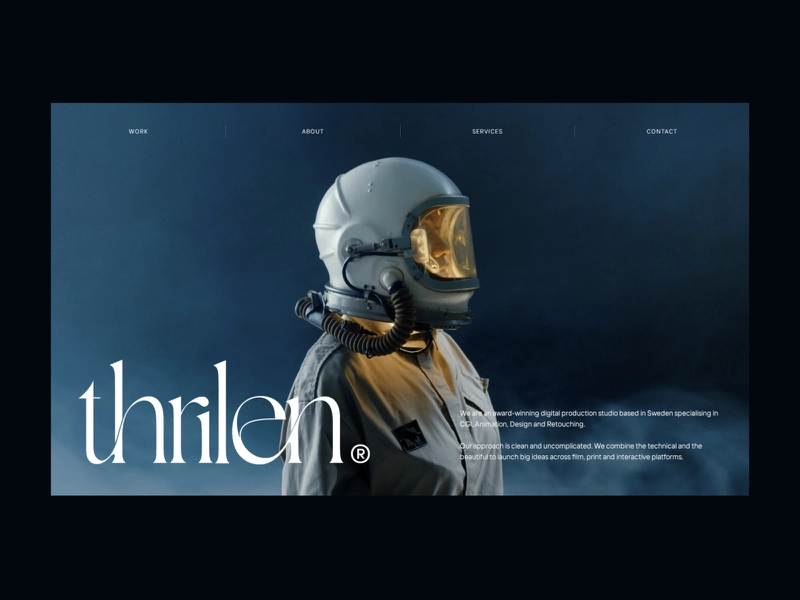 WORK
ABOUT
SERVICES
CONTACT
thrilen®
We are an award-winning digital production studio based in Sweden specialising in
CGI, Animation, Design and Retouching.
Our approach is clean and uncomplicated. We combine the technical and the
beautiful to launch big ideas across film, print and interactive platforms.